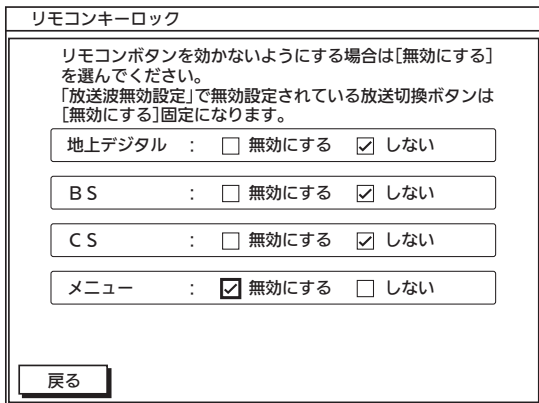 リモコンキーロック
リモコンボタンを効かないようにする場合は[無効にする]
を選んでください。
「放送波無効設定」で無効設定されている放送切換ボタンは
[無効にする]固定になります。
地上デジタル : □ 無効にする ☑ しない
ＢＳ : □ 無効にする ☑ しない
ＣＳ : □ 無効にする ☑ しない
メニュー : ☑ 無効にする □ しない
戻る